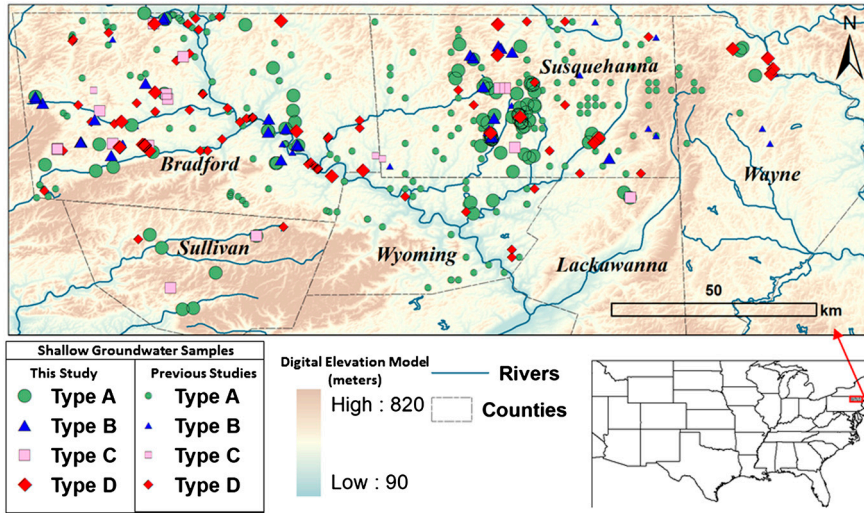 N
Susquehanna
Bradford
Wayne
Sullivan
Wyoming
Lackawanna
50
km
Shallow Groundwater Samples
This Study
Previous Studies
Type A
Type A
Type B
Type B
Type C
Type C
Type D
Type D
Digital Elevation Model
(meters)
High : 820
Low : 90
Rivers
Counties